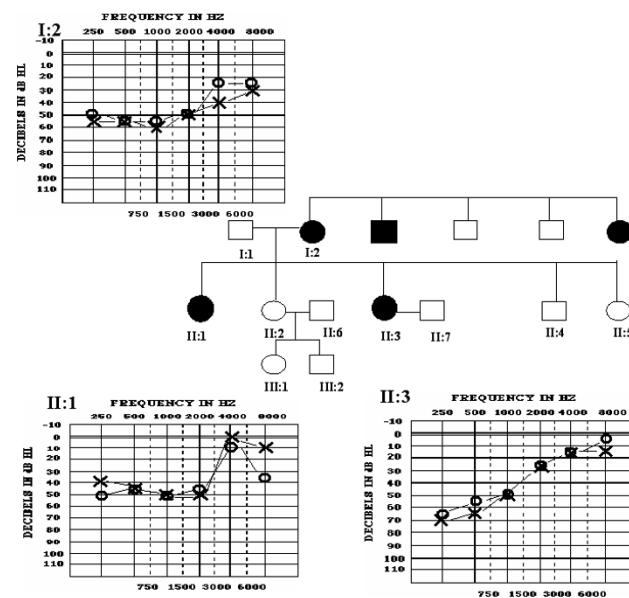 I:2
FREQUENCY IN HZ
250 500 1000 2000 4000 8000
DECIBELS IN dB HL
-10
0
10
20
30
40
50
60
70
80
90
100
110
750 1500 3000 6000
I:1
I:2
II:1
II:2
II:6
II:3
II:7
II:4
II:5
III:1
III:2
II:1
FREQUENCY IN HZ
250 500 1000 2000 4000 8000
DECIBELS IN dB HL
-10
0
10
20
30
40
50
60
70
80
90
100
110
750 1500 3000 6000
II:3
FREQUENCY IN HZ
250 500 1000 2000 4000 8000
DECIBELS IN dB HL
-10
0
10
20
30
40
50
60
70
80
90
100
110
750 1500 3000 6000